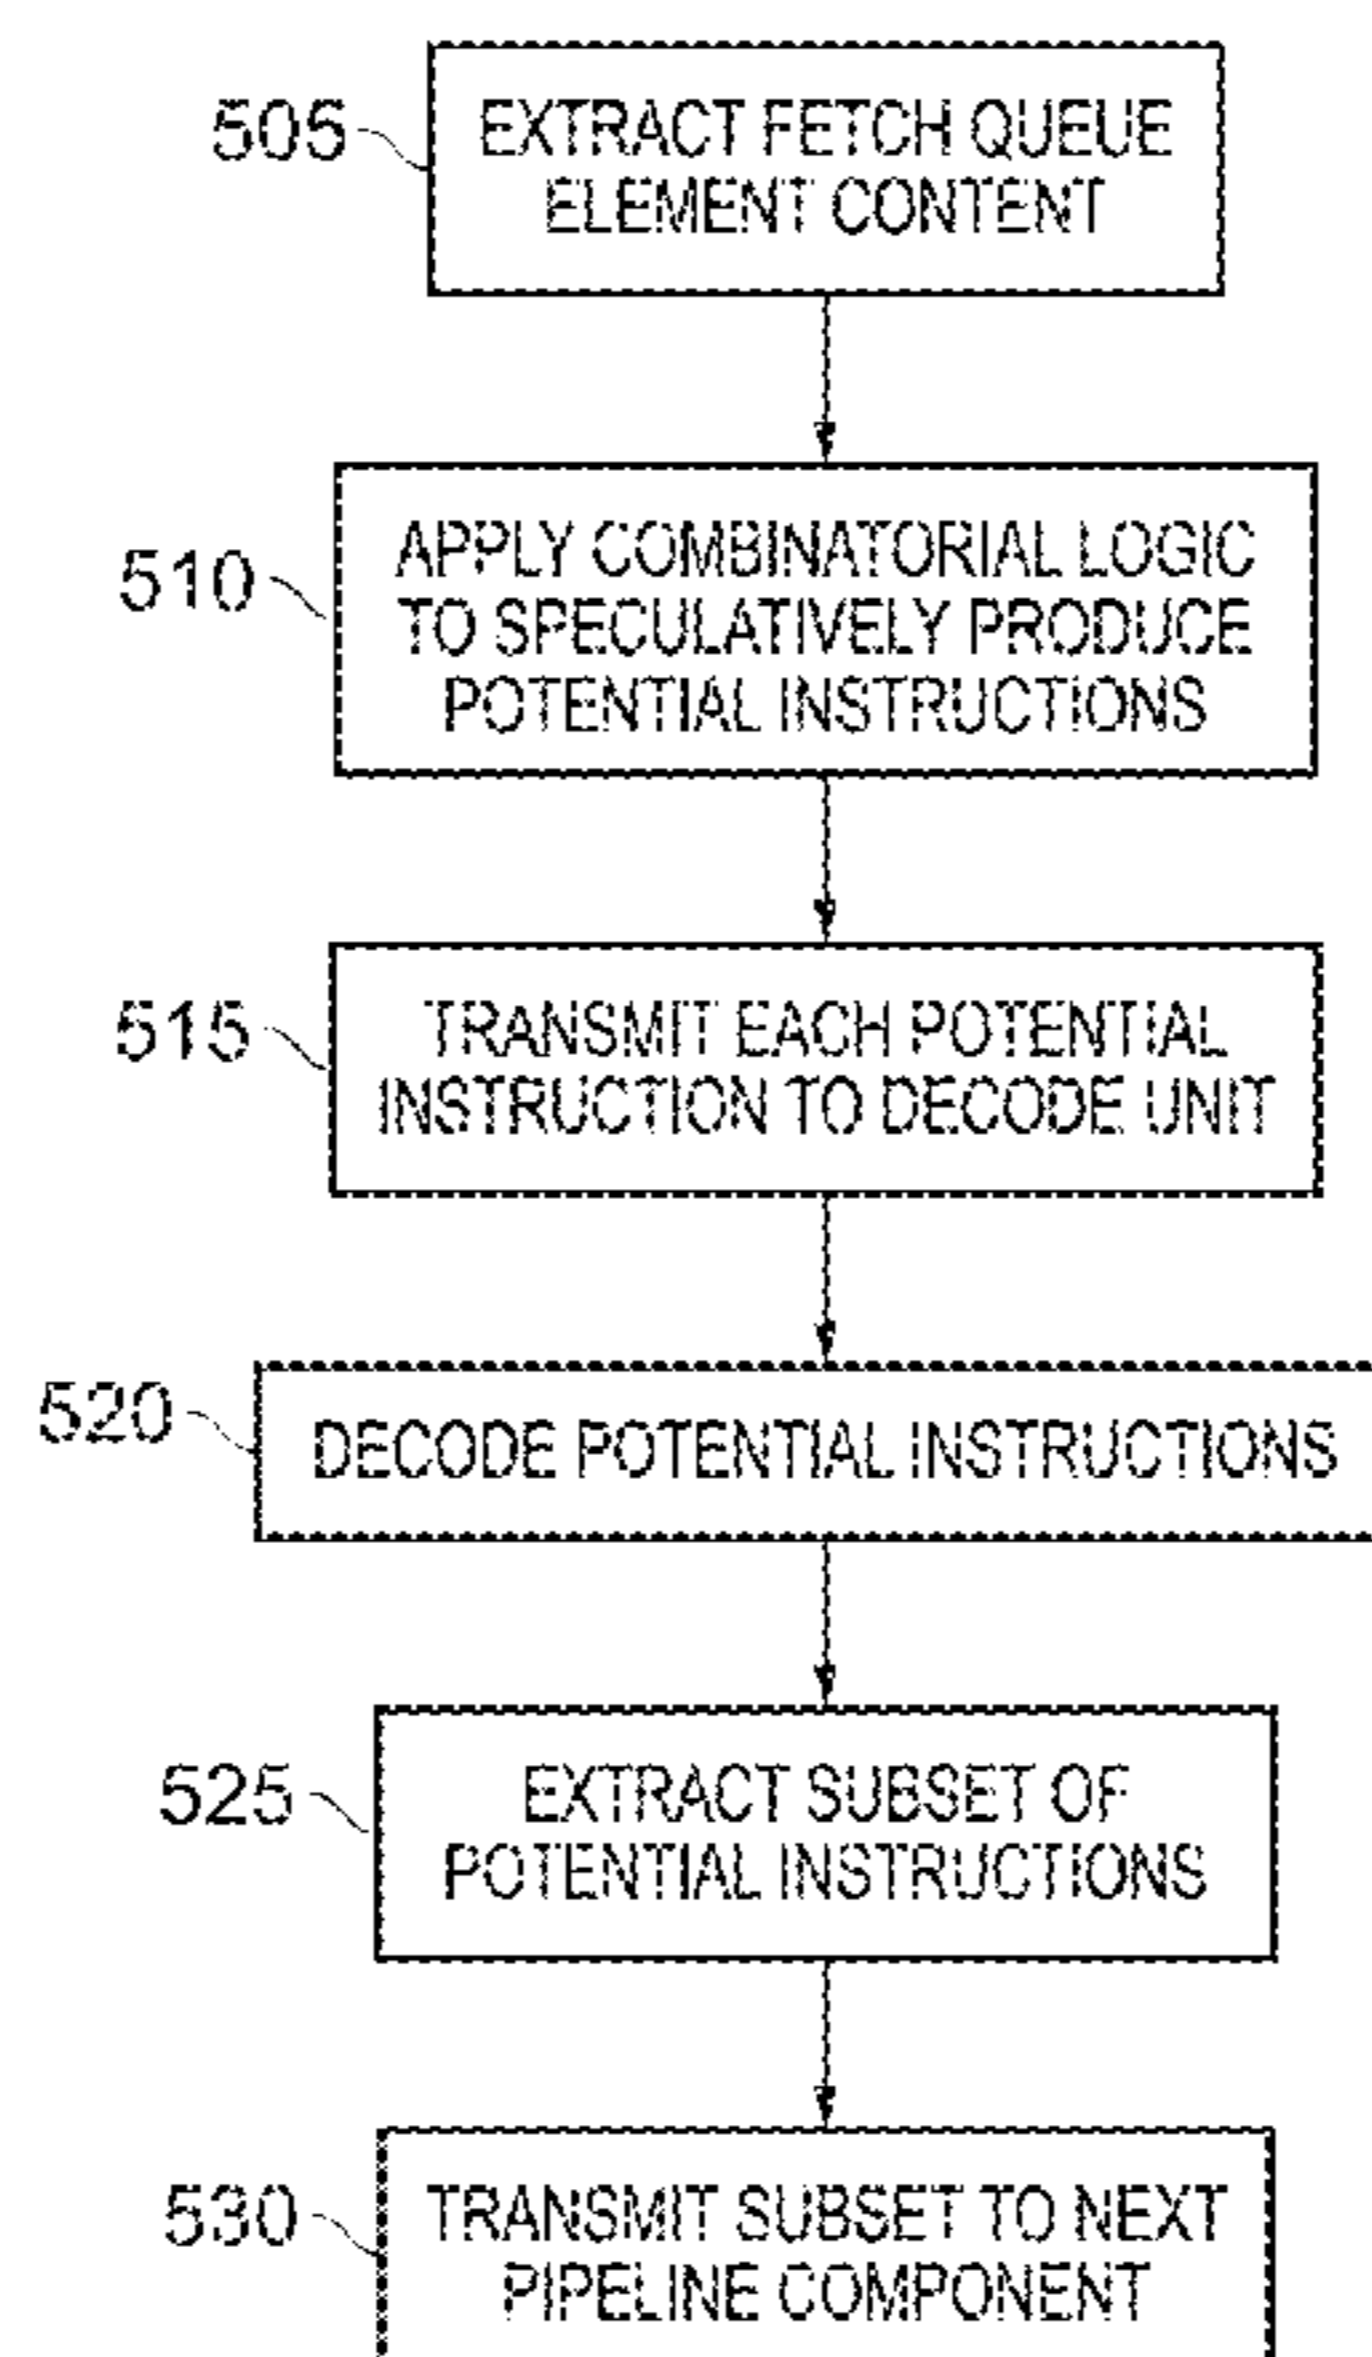 505
EXTRACT FETCH QUEUE
ELEMENT CONTENT
510
APPLY COMBINATORIAL LOGIC
TO SPECULATIVELY PRODUCE
POTENTIAL INSTRUCTIONS
515
TRANSMIT EACH POTENTIAL
INSTRUCTION TO DECODE UNIT
520
DECODE POTENTIAL INSTRUCTIONS
525
EXTRACT SUBSET OF
POTENTIAL INSTRUCTIONS
530
TRANSMIT SUBSET TO NEXT
PIPELINE COMPONENT